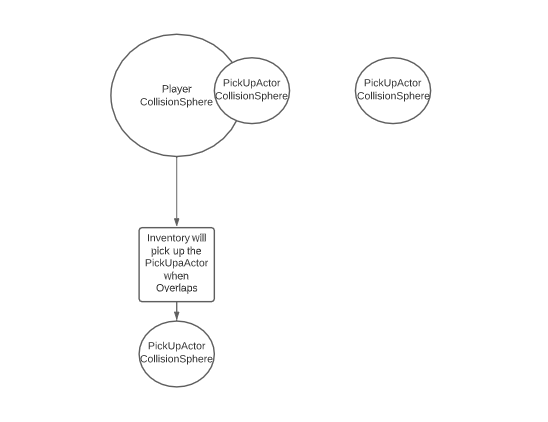 Player
CollisionSphere
PickUpActor
CollisionSphere
PickUpActor
CollisionSphere
Inventory will
pick up the
PickUpaActor
when
Overlaps
PickUpActor
CollisionSphere